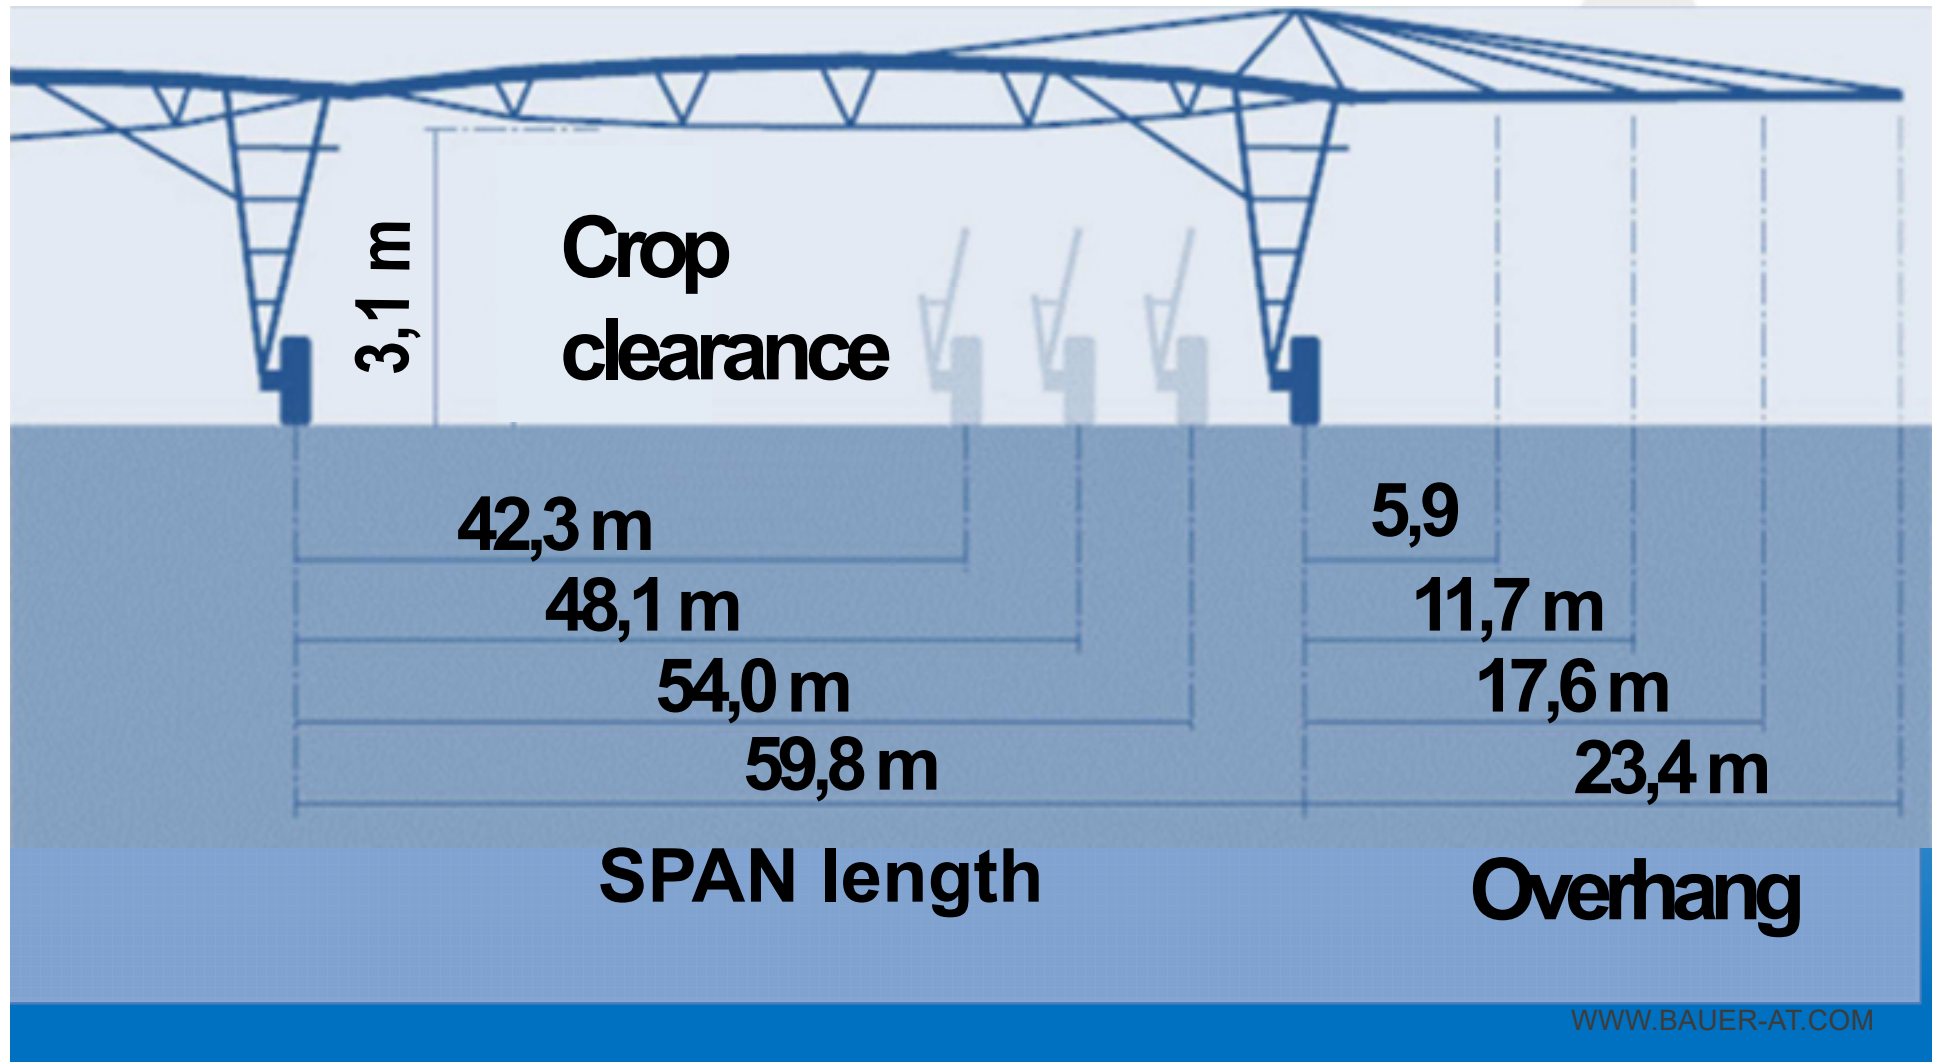 3,1 m
Crop
clearance
42,3 m
5,9
48,1 m
11,7 m
54,0 m
17,6 m
59,8 m
23,4 m
SPAN length
Overhang
WWW.BAUER-AT.COM